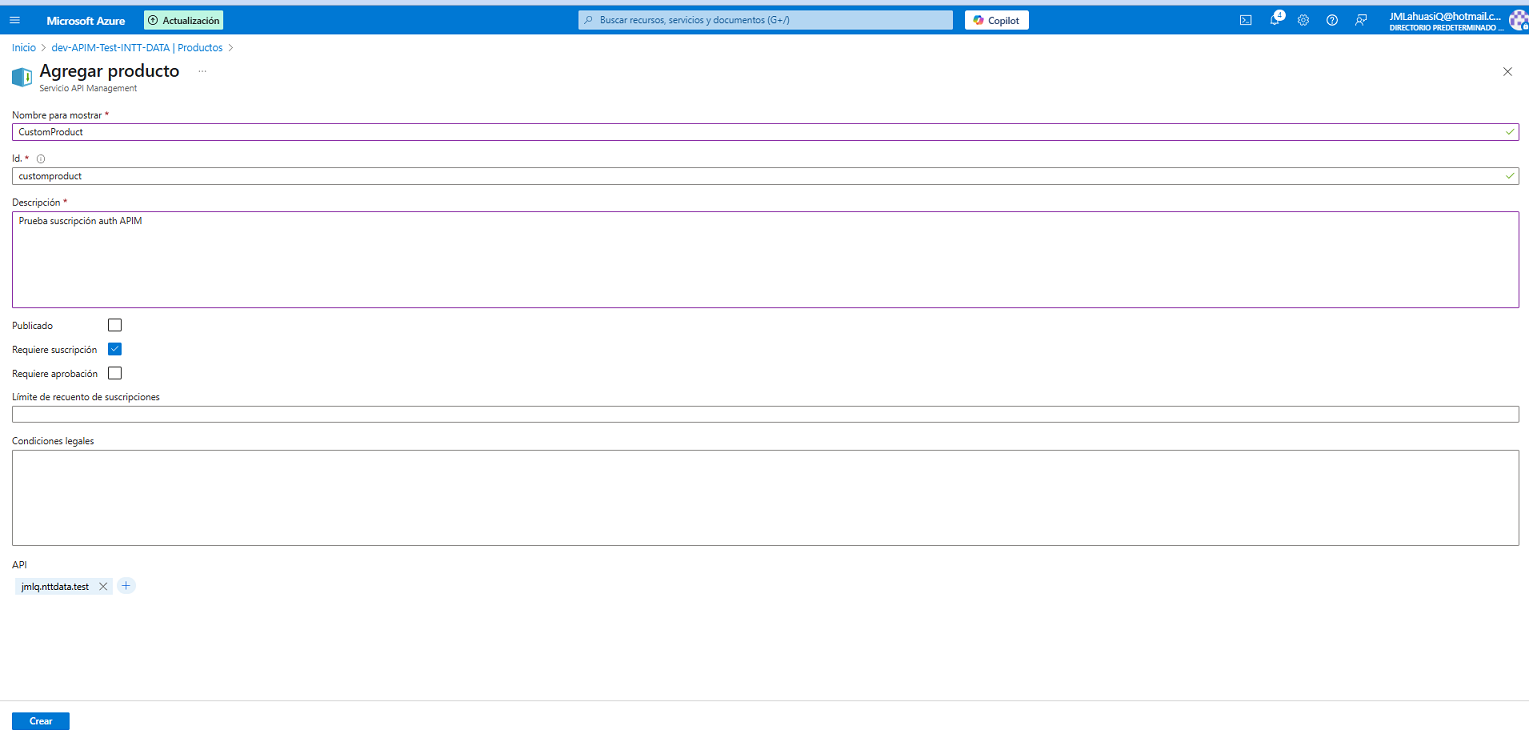 Microsoft Azure
Actualización
Buscar recursos, servicios y documentos (G+/)
Copilot
4
JMLahuasiQ@hotmail.c...
DIRECTORIO PREDETERMINADO ...
Inicio > dev-APIM-Test-INTT-DATA | Productos >
Agregar producto ...
Servicio API Management
Nombre para mostrar *
CustomProduct
Id. *
customproduct
Descripción *
Prueba suscripción auth APIM
Publicado
Requiere suscripción
Requiere aprobación
Límite de recuento de suscripciones
Condiciones legales
API
jmlq.nttdata.test
Crear